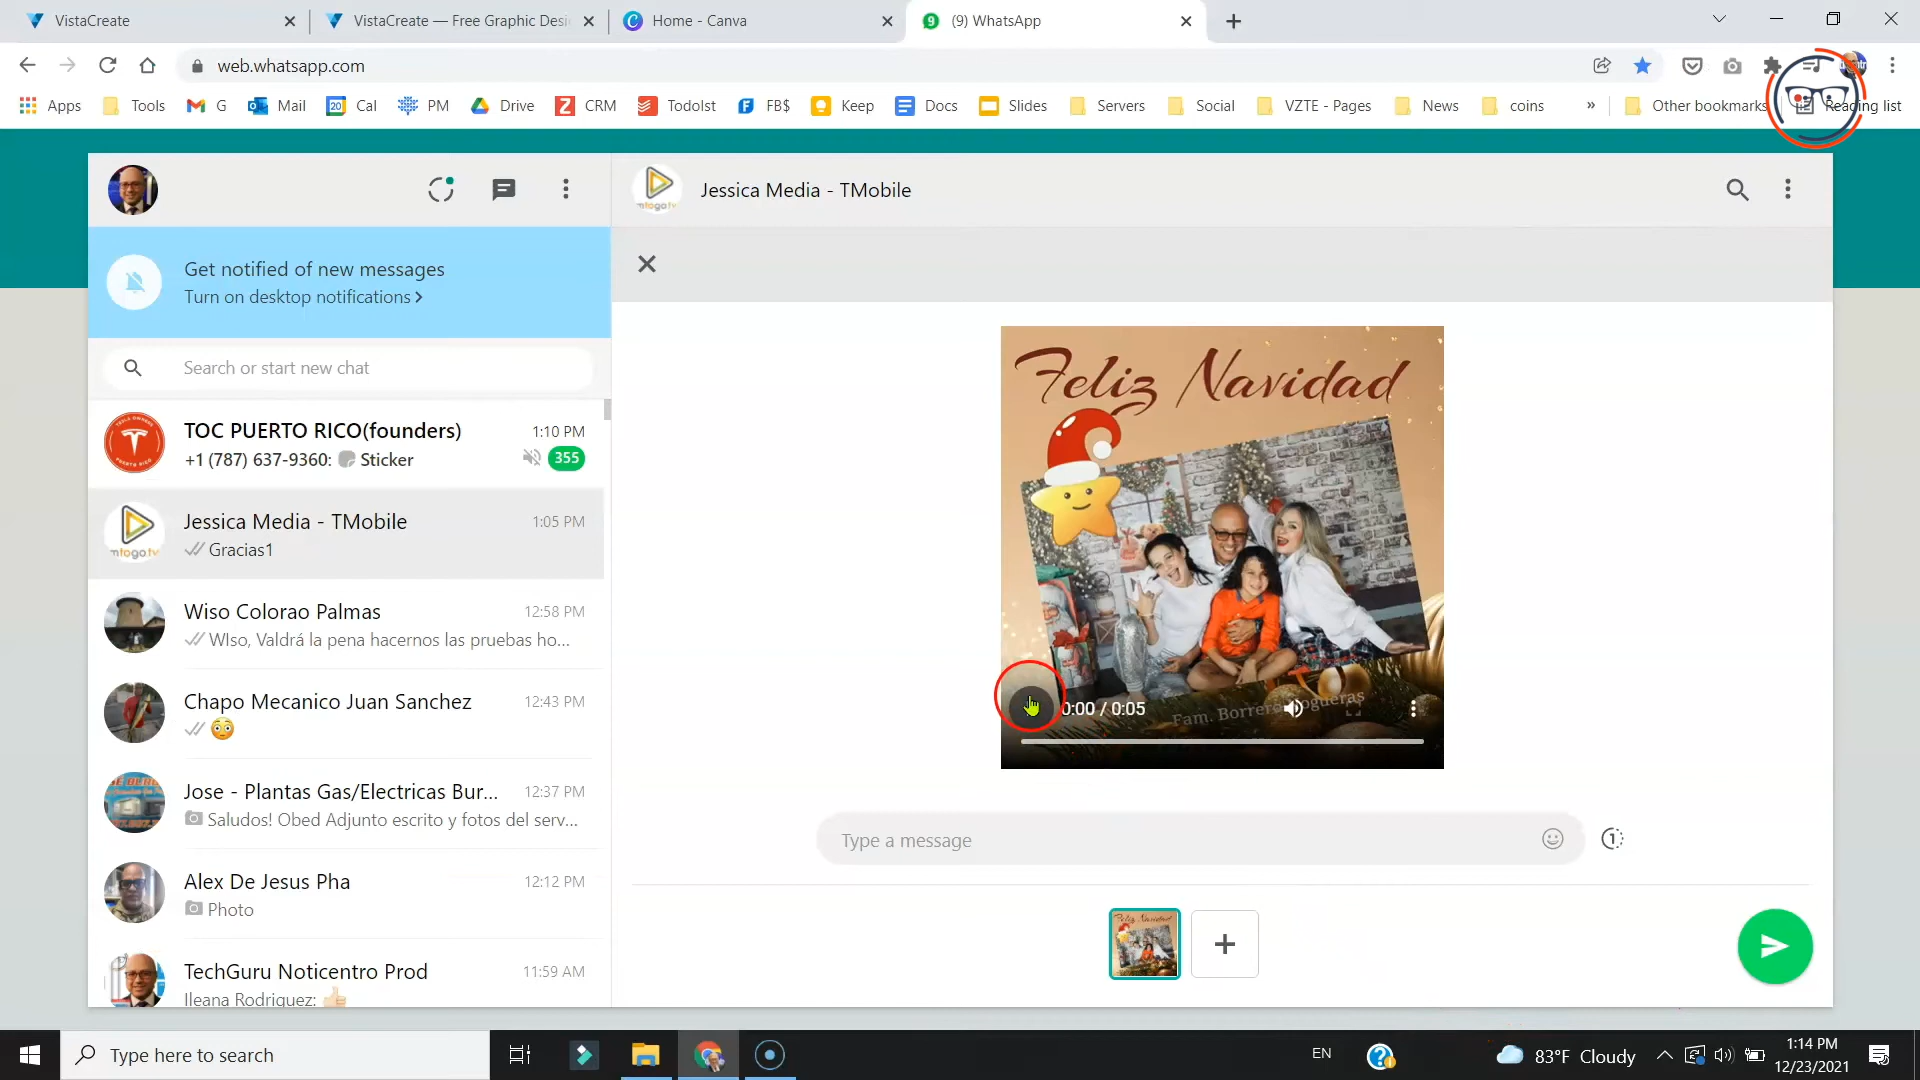 VistaCreate
VistaCreate — Free Graphic Desi
Home - Canva
(9) WhatsApp
web.whatsapp.com
Apps
Tools
G
Mail
Cal
PM
Drive
CRM
TodoIst
FB$
Keep
Docs
Slides
Servers
Social
VZTE - Pages
News
coins
»
Other bookmarks
Reading list
Get notified of new messages
Turn on desktop notifications
Search or start new chat
TOC PUERTO RICO(founders)
1:10 PM
+1 (787) 637-9360: Sticker
355
Jessica Media - TMobile
1:05 PM
Gracias1
Wiso Colorao Palmas
12:58 PM
WIso, Valdrá la pena hacernos las pruebas ho...
Chapo Mecanico Juan Sanchez
12:43 PM
Jose - Plantas Gas/Electricas Bur...
12:37 PM
Saludos! Obed Adjunto escrito y fotos del serv...
Alex De Jesus Pha
12:12 PM
Photo
TechGuru Noticentro Prod
11:59 AM
Ileana Rodriguez:
mtogo.tv
Jessica Media - TMobile
Feliz Navidad
Fam. Borrero
0:00 / 0:05
Type a message
Type here to search
EN
83°F Cloudy
1:14 PM
12/23/2021